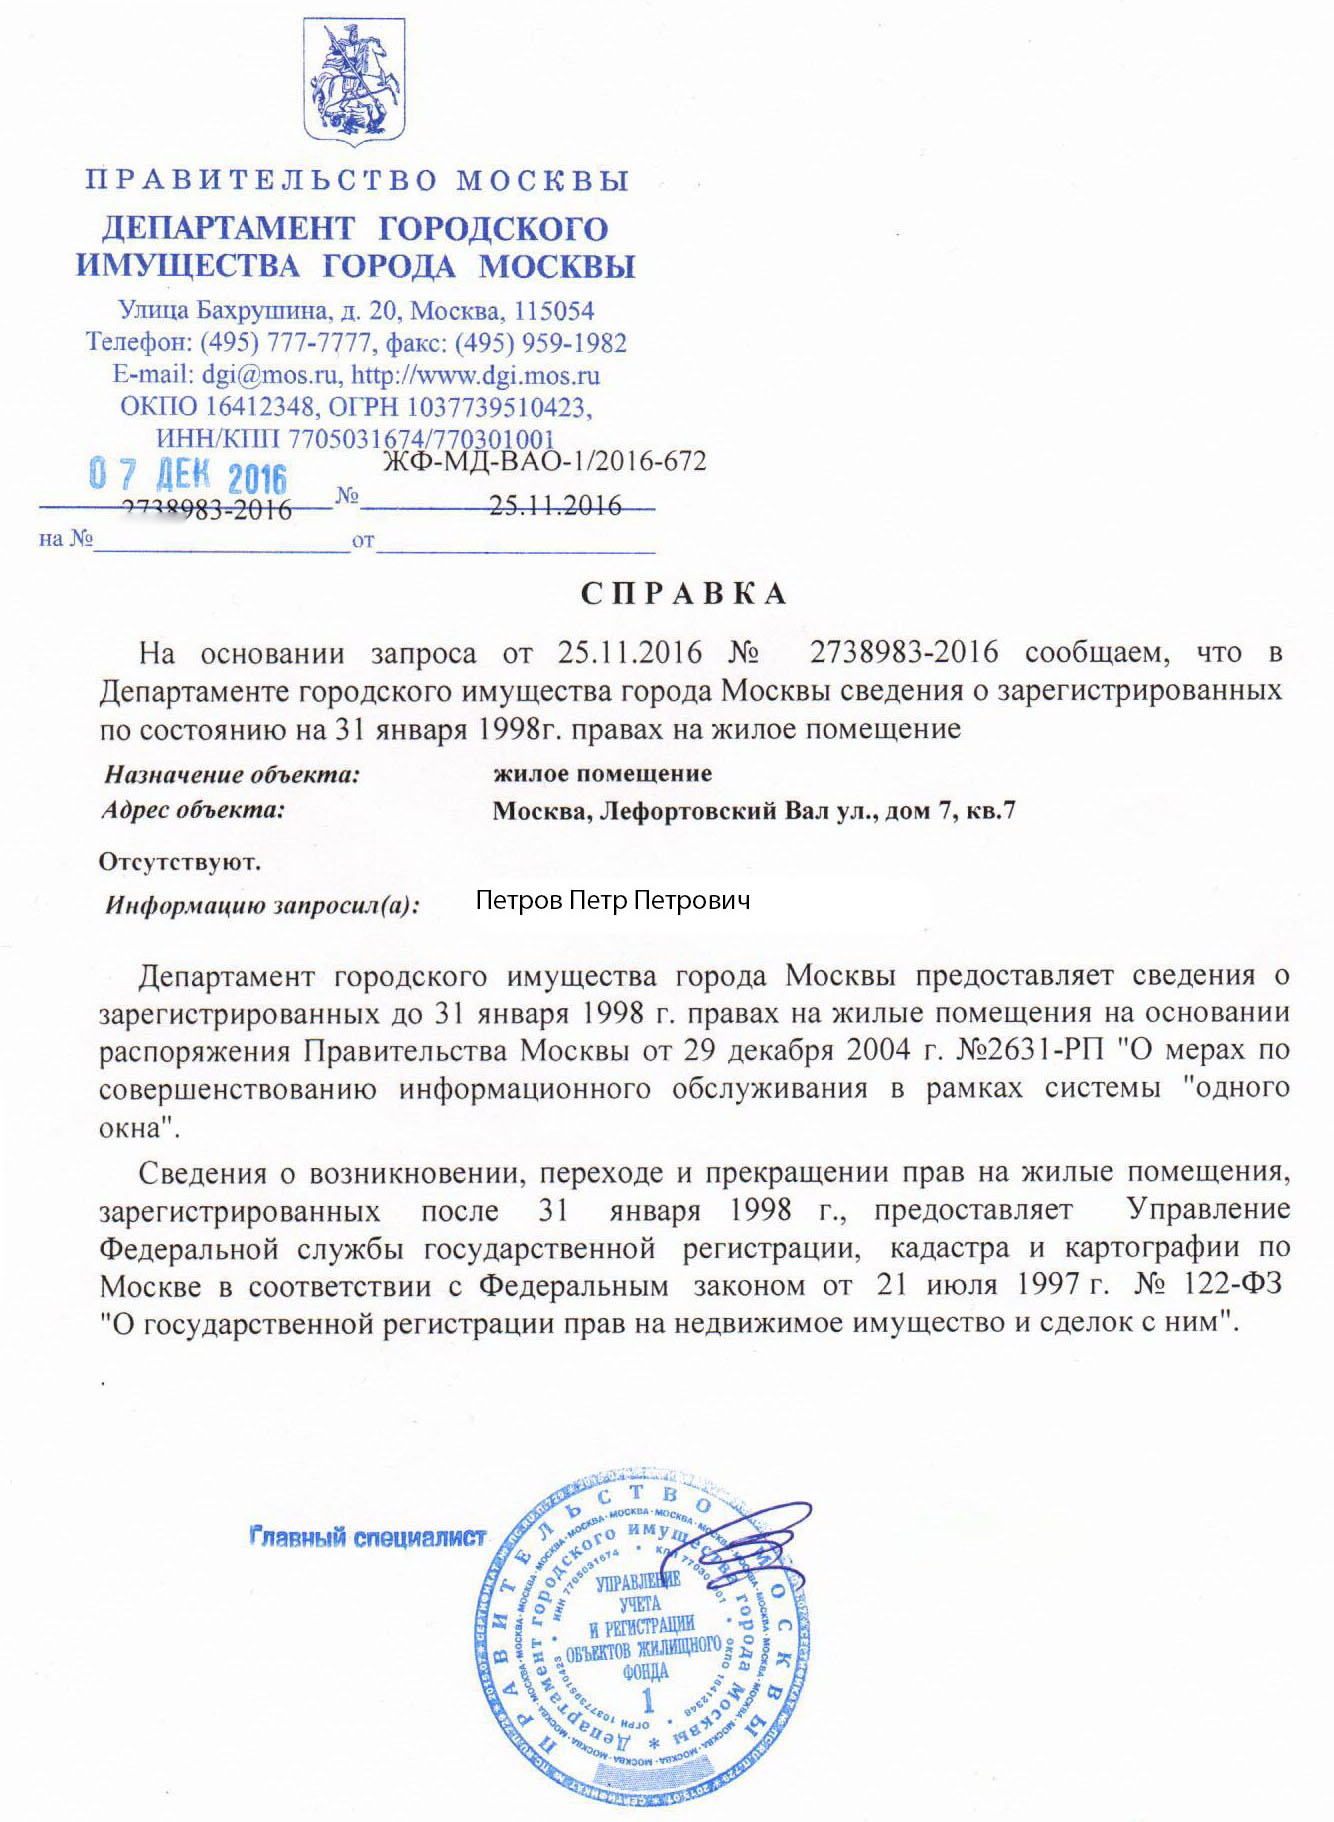 ПРАВИТЕЛЬСТВО МОСКВЫ
ДЕПАРТАМЕНТ ГОРОДСКОГО
ИМУЩЕСТВА ГОРОДА МОСКВЫ
Улица Бахрушина, д. 20, Москва, 115054
Телефон: (495) 777-7777, факс: (495) 959-1982
E-mail: dgi@mos.ru, http://www.dgi.mos.ru
ОКПО 16412348, ОГРН 1037739510423,
ИНН/КПП 7705031674/770301001
07 ДЕК 2016 № ЖФ-МД-ВАО-1/2016-672
на № 2738983-2016 от 25.11.2016
СПРАВКА
На основании запроса от 25.11.2016 № 2738983-2016 сообщаем, что в
Департаменте городского имущества города Москвы сведения о зарегистрированных
по состоянию на 31 января 1998г. правах на жилое помещение
Назначение объекта: жилое помещение
Адрес объекта: Москва, Лефортовский Вал ул., дом 7, кв.7
Отсутствуют.
Информацию запросил(а): Петров Петр Петрович
Департамент городского имущества города Москвы предоставляет сведения о
зарегистрированных до 31 января 1998 г. правах на жилые помещения на основании
распоряжения Правительства Москвы от 29 декабря 2004 г. №2631-РП "О мерах по
совершенствованию информационного обслуживания в рамках системы "одного
окна".
Сведения о возникновении, переходе и прекращении прав на жилые помещения,
зарегистрированных после 31 января 1998 г., предоставляет Управление
Федеральной службы государственной регистрации, кадастра и картографии по
Москве в соответствии с Федеральным законом от 21 июля 1997 г. № 122-ФЗ
"О государственной регистрации прав на недвижимое имущество и сделок с ним".
.
Главный специалист
ПРАВИТЕЛЬСТВО МОСКВЫ
Департамент городского имущества города Москвы *
ОГРН 1037739510423 * ИНН 7705031674 * КПП 770301001 * ОКПО 16412348
УПРАВЛЕНИЕ
УЧЕТА
И РЕГИСТРАЦИИ
ОБЪЕКТОВ ЖИЛИЩНОГО
ФОНДА
1